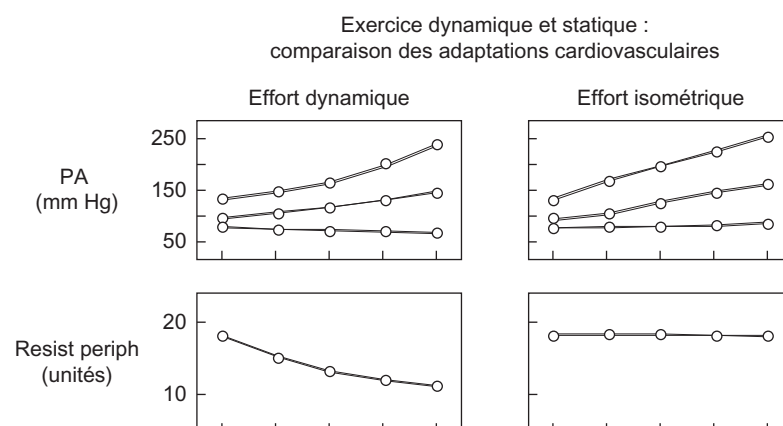 Exercice dynamique et statique :
comparaison des adaptations cardiovasculaires
Effort dynamique
Effort isométrique
PA
(mm Hg)
250
150
50
Resist periph
(unités)
20
10